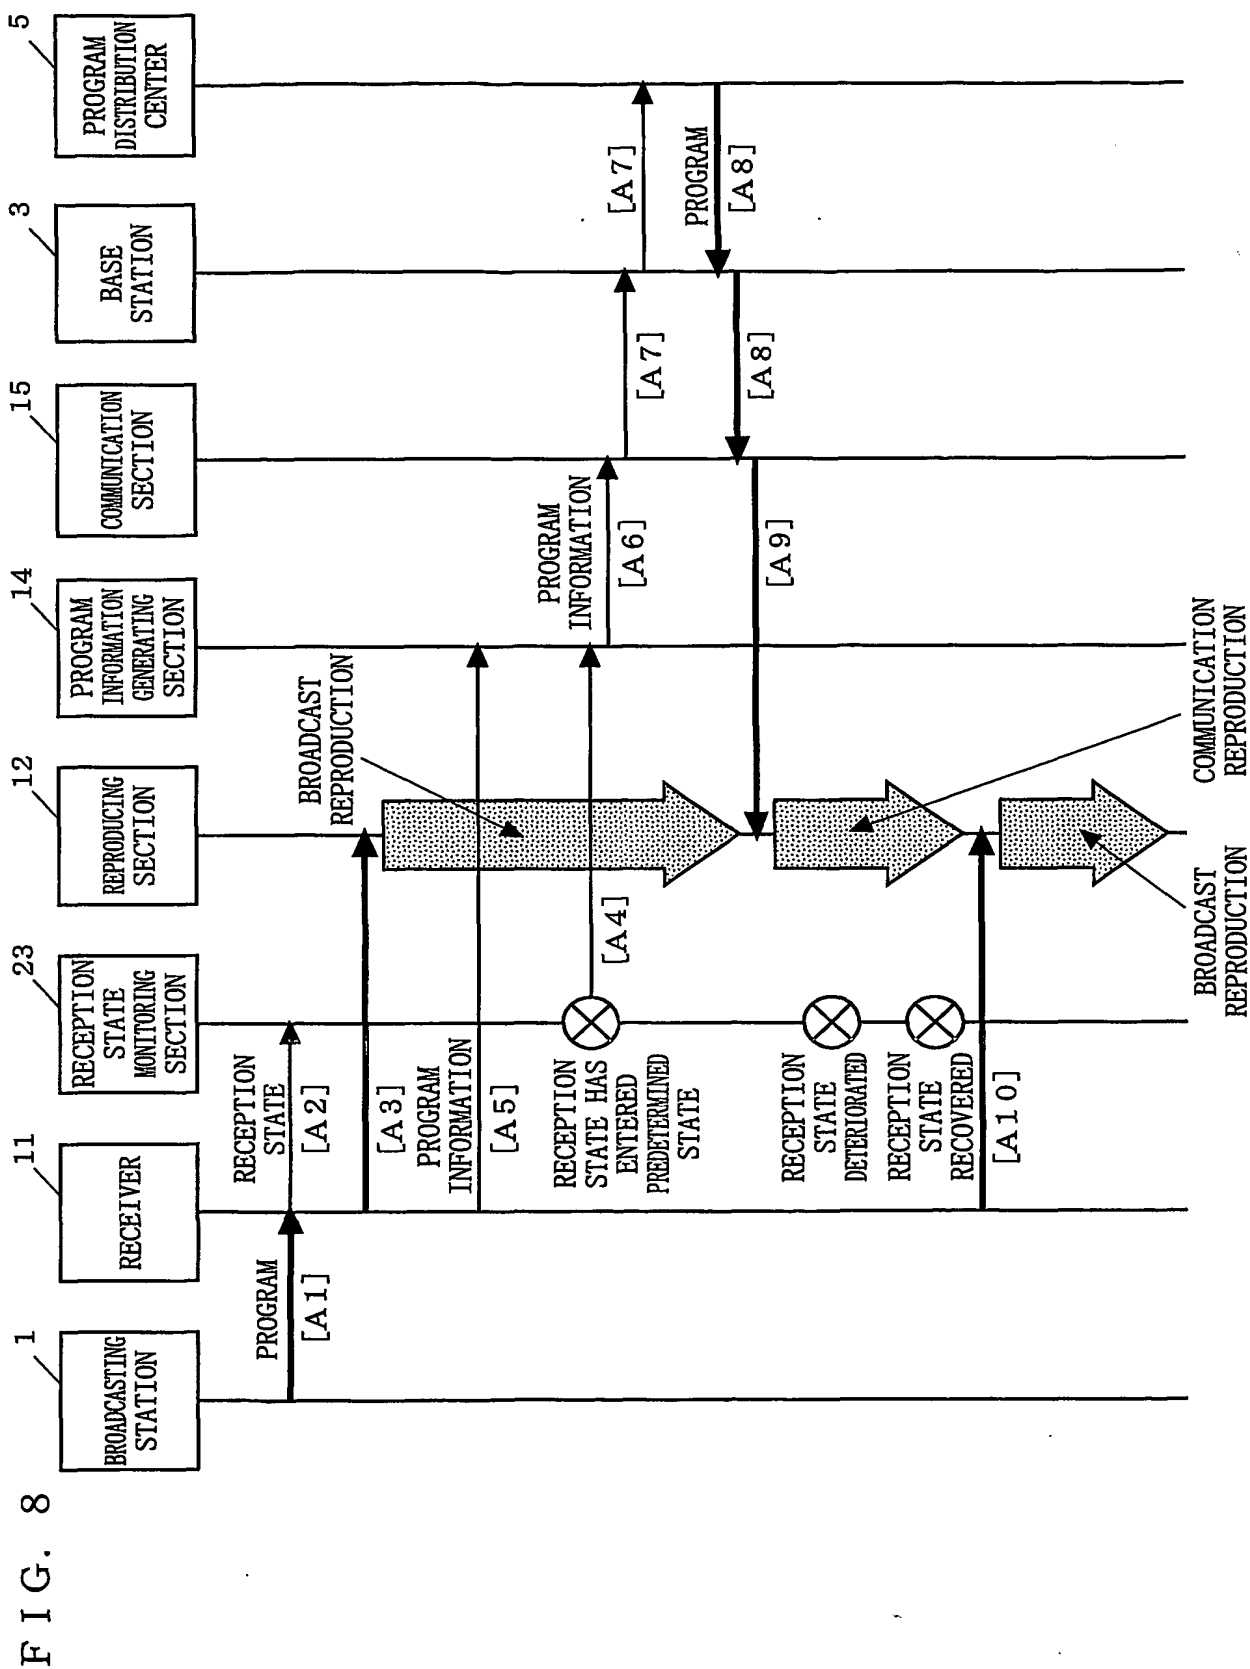 FIG. 8
1
BROADCASTING
STATION
11
RECEIVER
23
RECEPTION
STATE
MONITORING
SECTION
12
REPRODUCING
SECTION
14
PROGRAM
INFORMATION
GENERATING
SECTION
15
COMMUNICATION
SECTION
3
BASE
STATION
5
PROGRAM
DISTRIBUTION
CENTER
PROGRAM
[A1]
RECEPTION
STATE
[A2]
[A3]
BROADCAST
REPRODUCTION
PROGRAM
INFORMATION
[A5]
RECEPTION
STATE HAS
ENTERED
PREDETERMINED
STATE
[A4]
PROGRAM
INFORMATION
[A6]
[A7]
[A7]
PROGRAM
[A8]
[A8]
[A9]
RECEPTION
STATE
DETERIORATED
RECEPTION
STATE
RECOVERED
[A10]
BROADCAST
REPRODUCTION
COMMUNICATION
REPRODUCTION